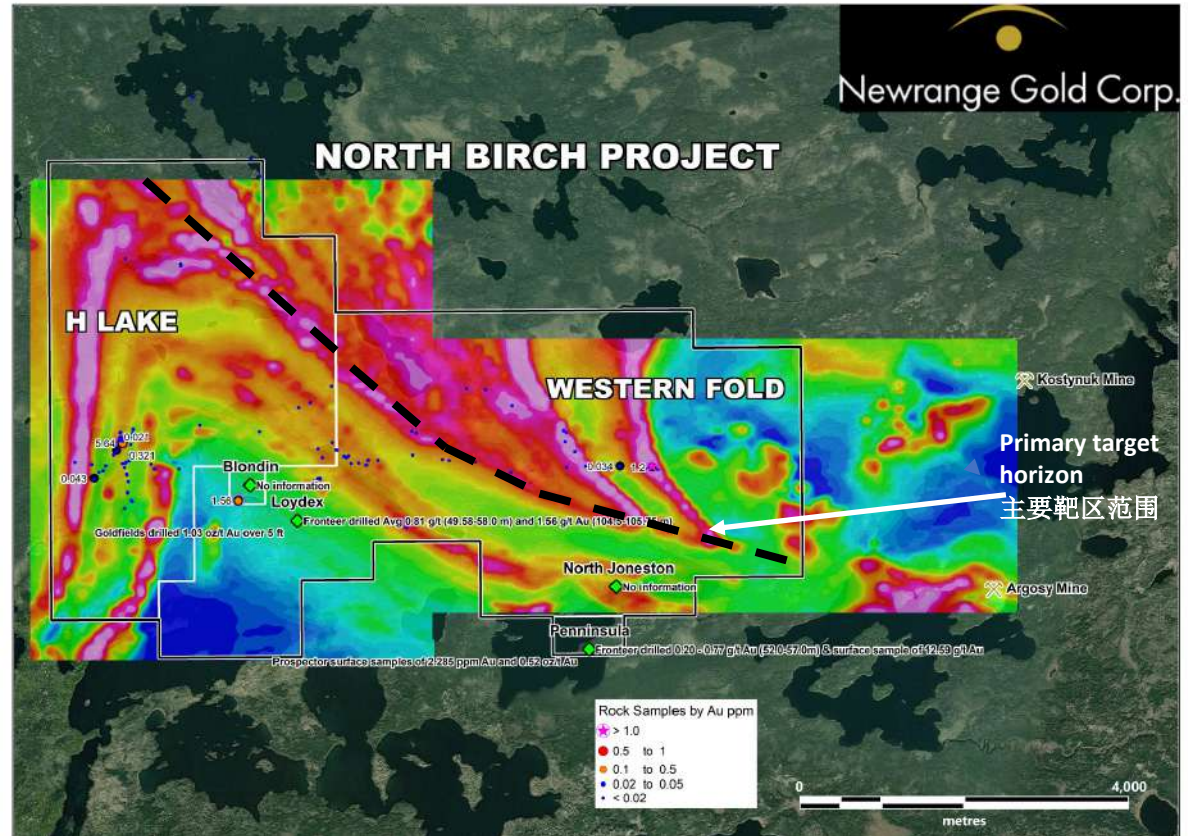 Newrange Gold Corp.
NORTH BIRCH PROJECT
H LAKE
WESTERN FOLD
Kostynuk Mine
Primary target
horizon
主要靶区范围
5.64
0.021
0.321
0.043
0.034
1.2
Blondin
No information
1.56
Loydex
Fronteer drilled Avg 0.81 g/t (49.58-58.0 m) and 1.56 g/t Au
Goldfields drilled 1.03 oz/t Au over 5 ft
North Joneston
No information
Argosy Mine
Penninsula
Fronteer drilled 0.20 - 0.77 g/t Au (52.0-57.0m) & surface sample of 12.59 g/t Au
Prospector surface samples of 2.285 ppm Au and 0.52 oz/t Au
Rock Samples by Au ppm
> 1.0
0.5 to 1
0.1 to 0.5
0.02 to 0.05
< 0.02
0 4,000
metres